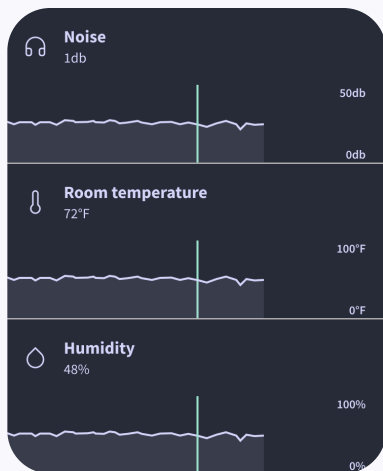 Noise
1db
50db
0db
Room temperature
72°F
100°F
0°F
Humidity
48%
100%
0%